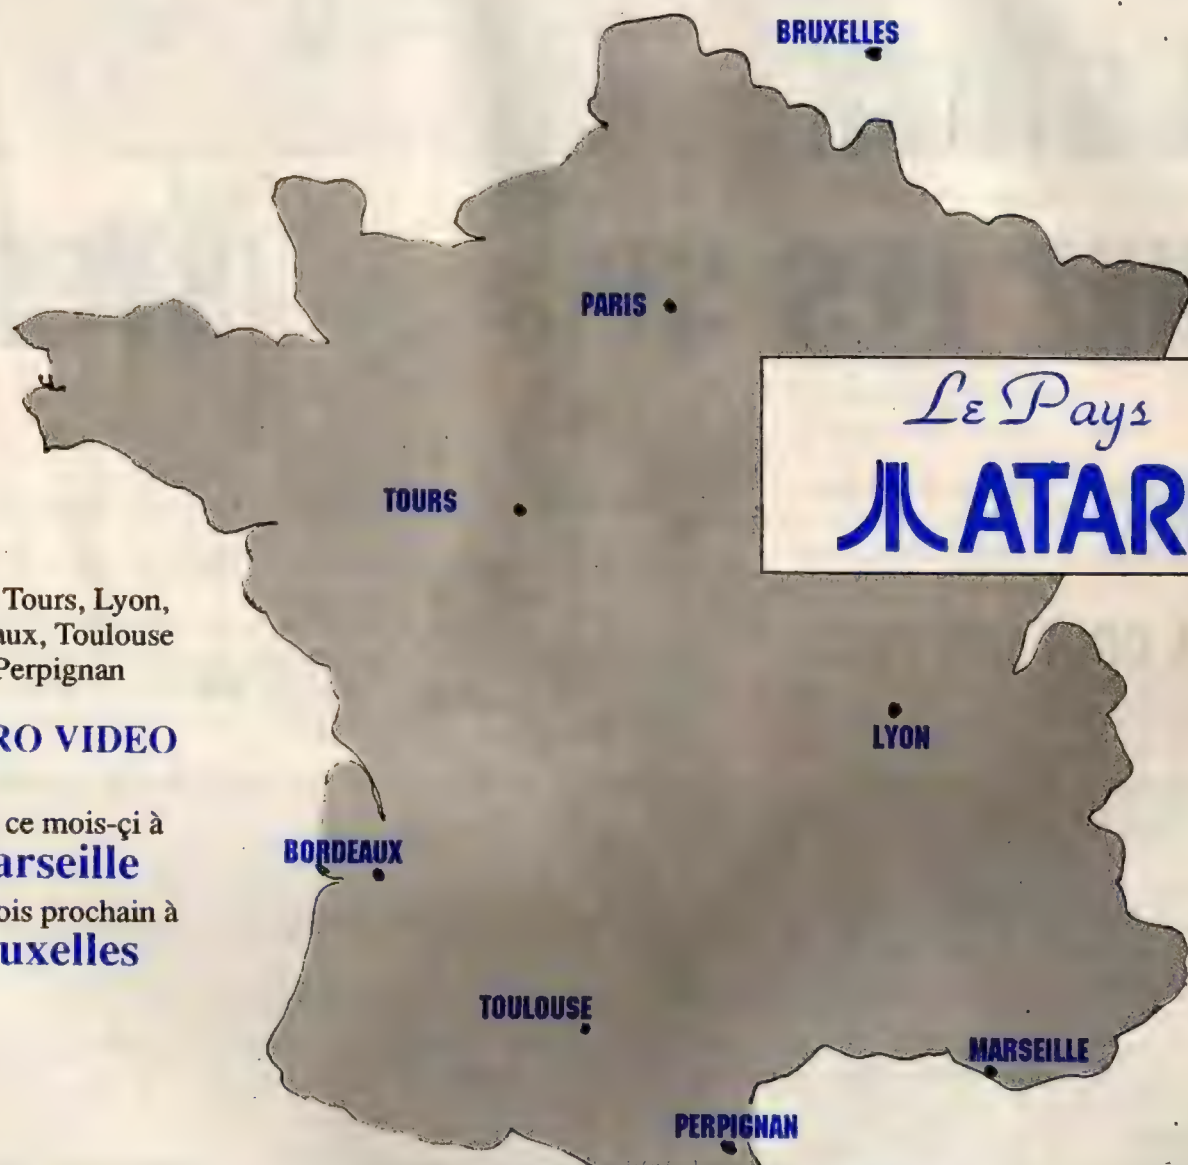 BRUXELLES
PARIS
Le Pays
ATAR
TOURS
Tours, Lyon,
aux, Toulouse
Perpignan
RO VIDEO
LYON
ce mois-çi à
arseille
BORDEAUX
ois prochain à
uxelles
TOULOUSE
MARSEILLE
PERPIGNAN